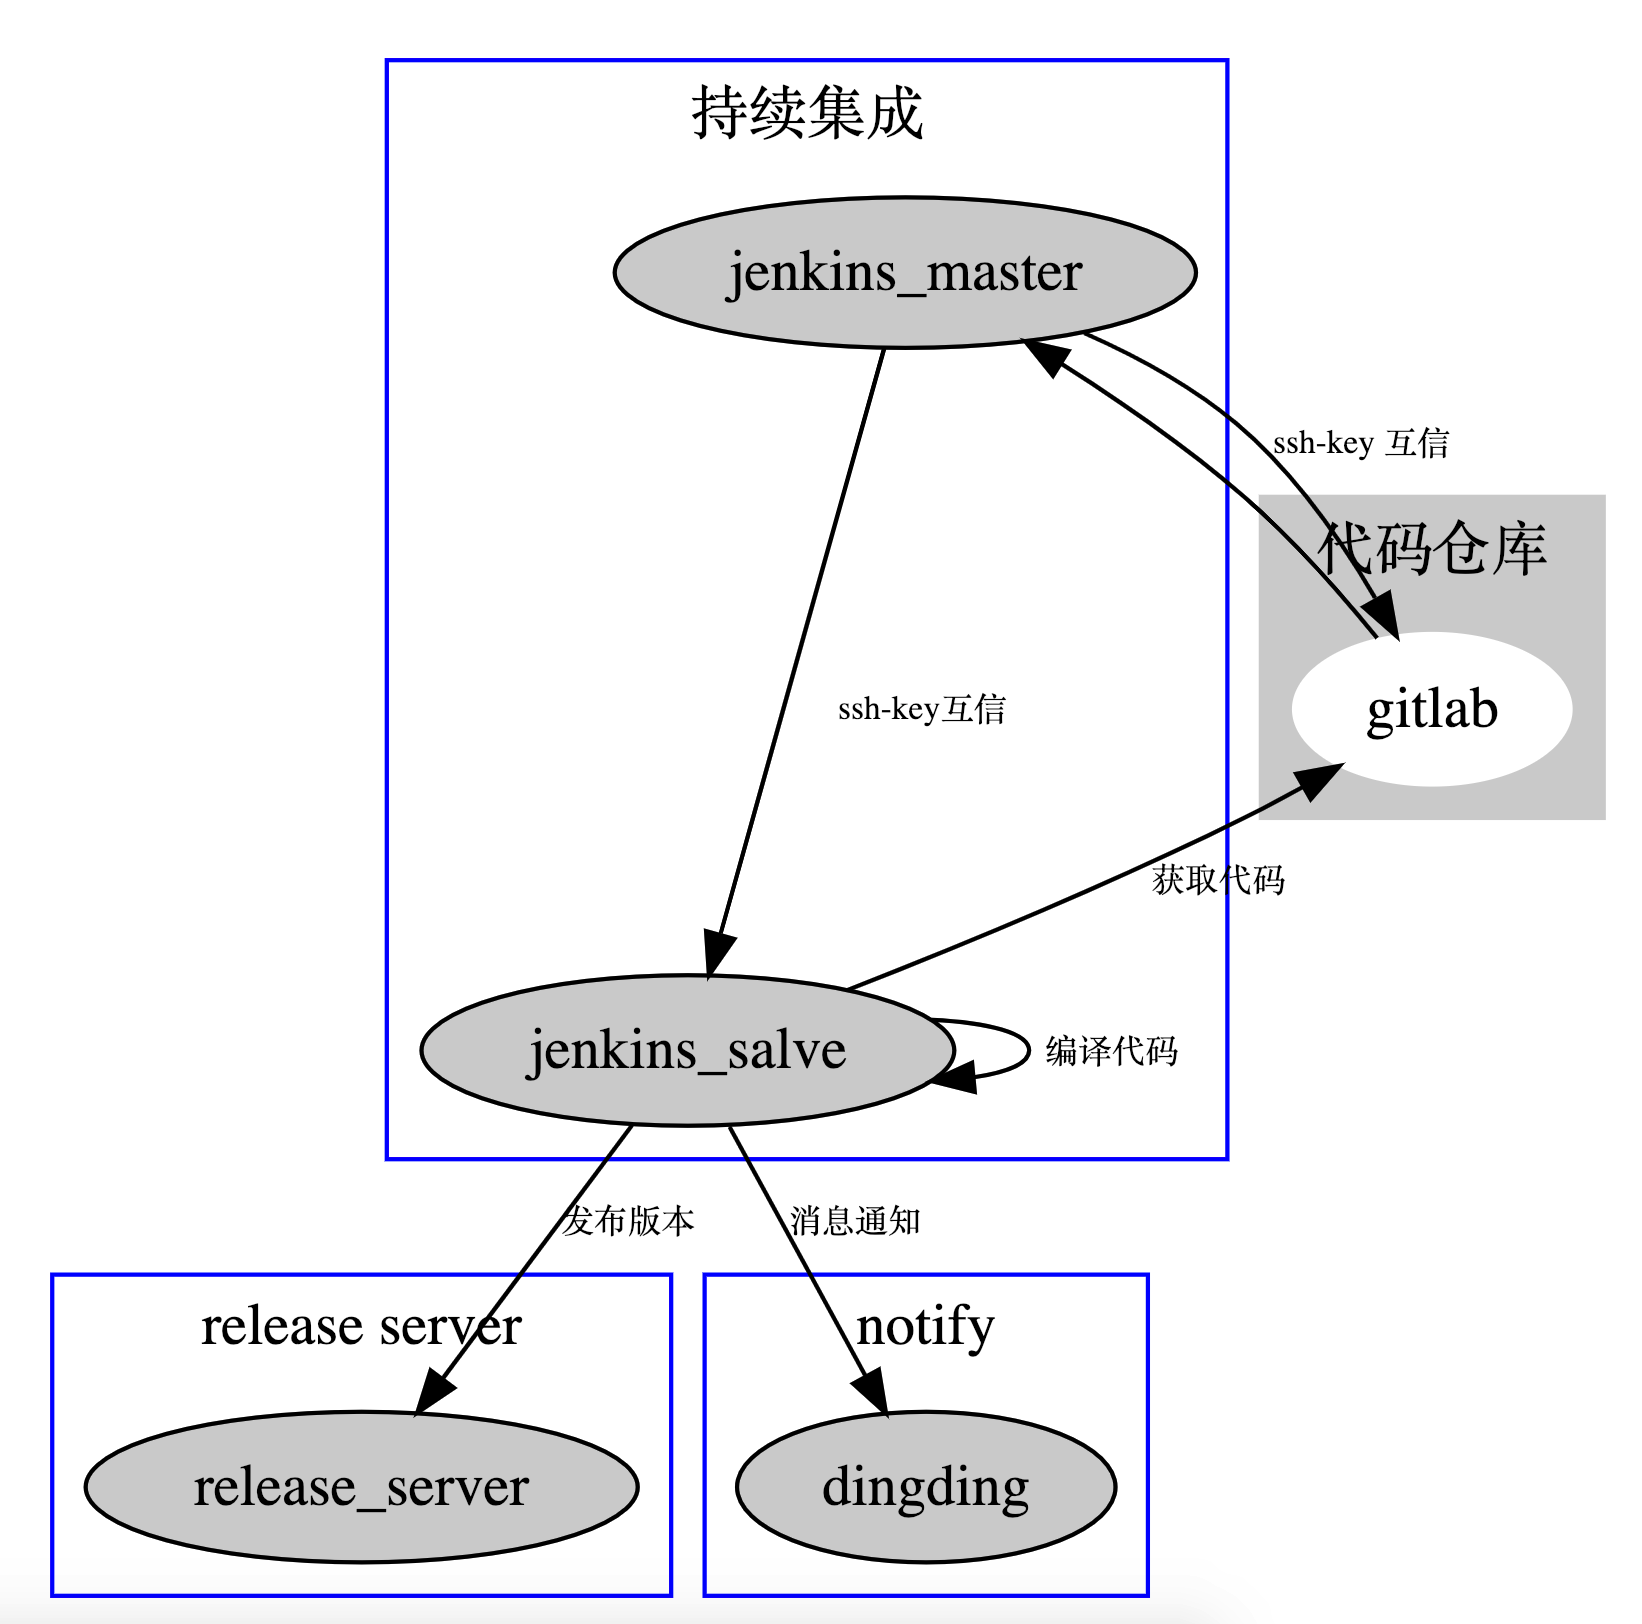 持续集成
jenkins_master
ssh-key 互信
代码仓库
gitlab
ssh-key互信
获取代码
jenkins_salve
编译代码
发布版本
消息通知
release server
notify
release_server
dingding